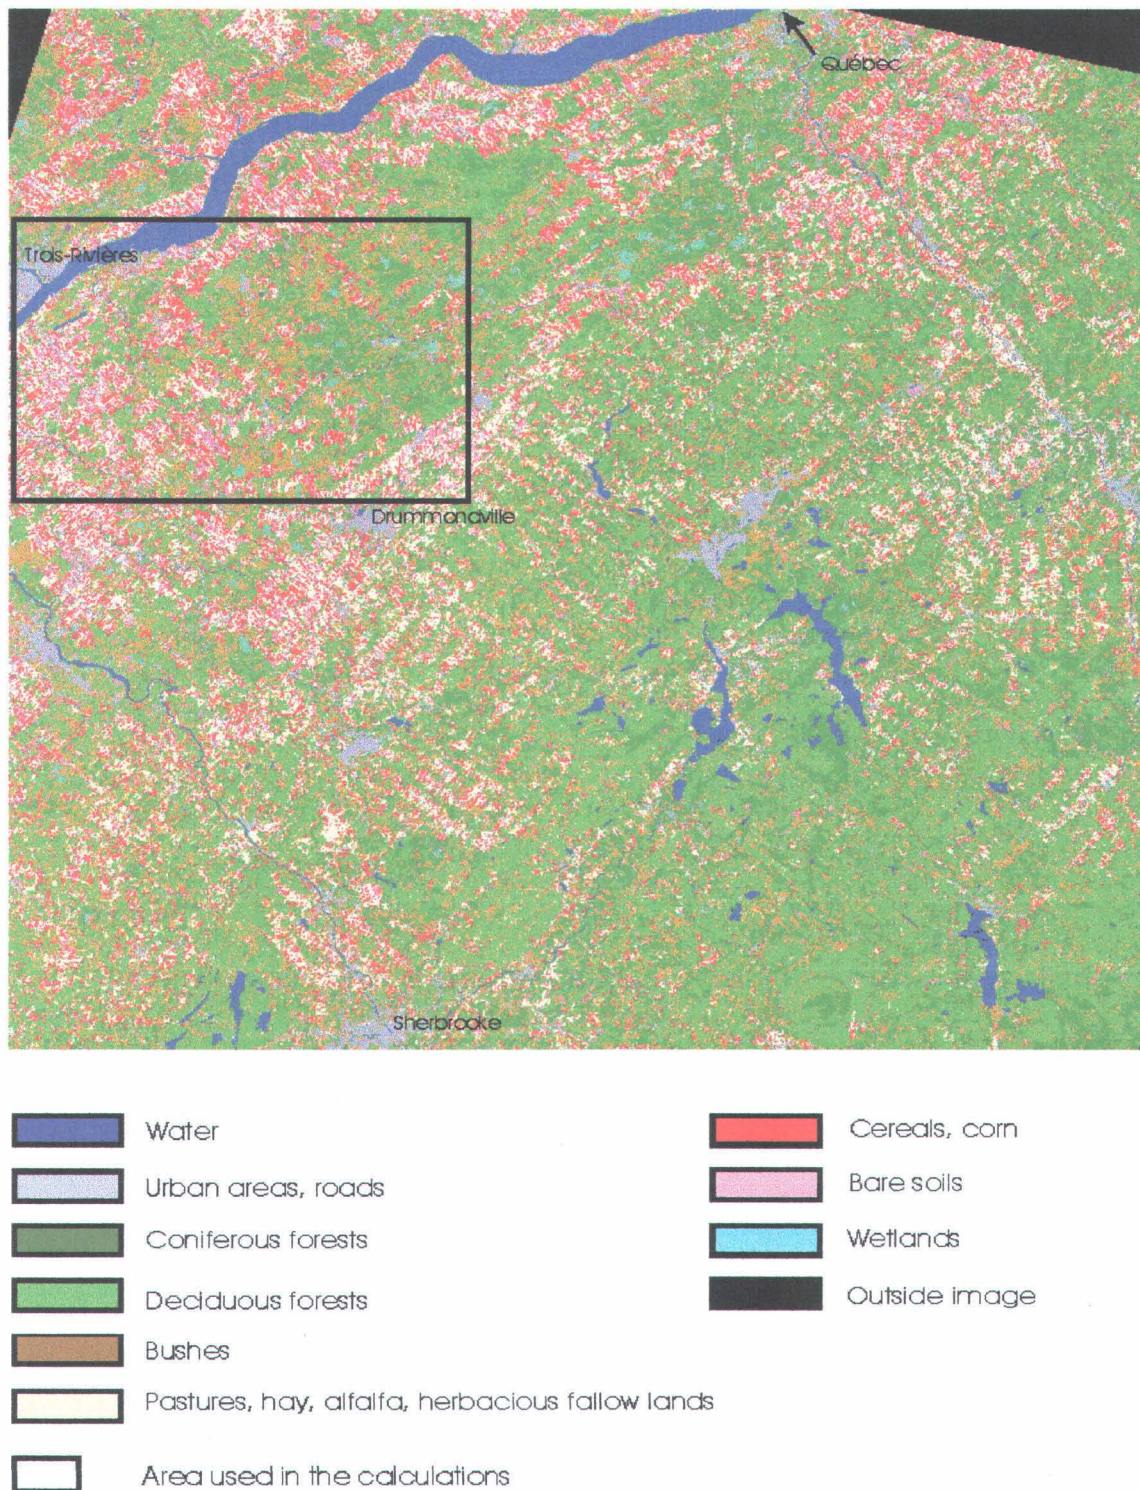 Québec
Trois-Rivières
Drummondville
Sherbrooke
Water
Urban areas, roads
Coniferous forests
Deciduous forests
Bushes
Pastures, hay, alfalfa, herbacious fallow lands
Area used in the calculations
Cereals, corn
Bare soils
Wetlands
Outside image